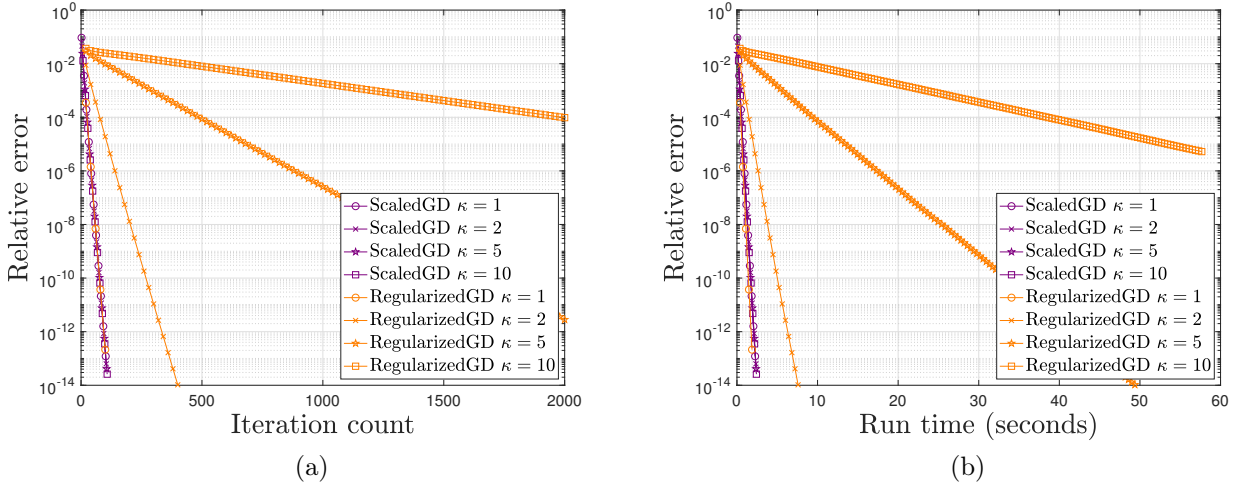 10^0
10^-2
10^-4
10^-6
10^-8
10^-10
10^-12
10^-14
Relative error
0 500 1000 1500 2000
Iteration count
ScaledGD κ = 1
ScaledGD κ = 2
ScaledGD κ = 5
ScaledGD κ = 10
RegularizedGD κ = 1
RegularizedGD κ = 2
RegularizedGD κ = 5
RegularizedGD κ = 10
(a)
10^0
10^-2
10^-4
10^-6
10^-8
10^-10
10^-12
10^-14
Relative error
0 10 20 30 40 50 60
Run time (seconds)
ScaledGD κ = 1
ScaledGD κ = 2
ScaledGD κ = 5
ScaledGD κ = 10
RegularizedGD κ = 1
RegularizedGD κ = 2
RegularizedGD κ = 5
RegularizedGD κ = 10
(b)